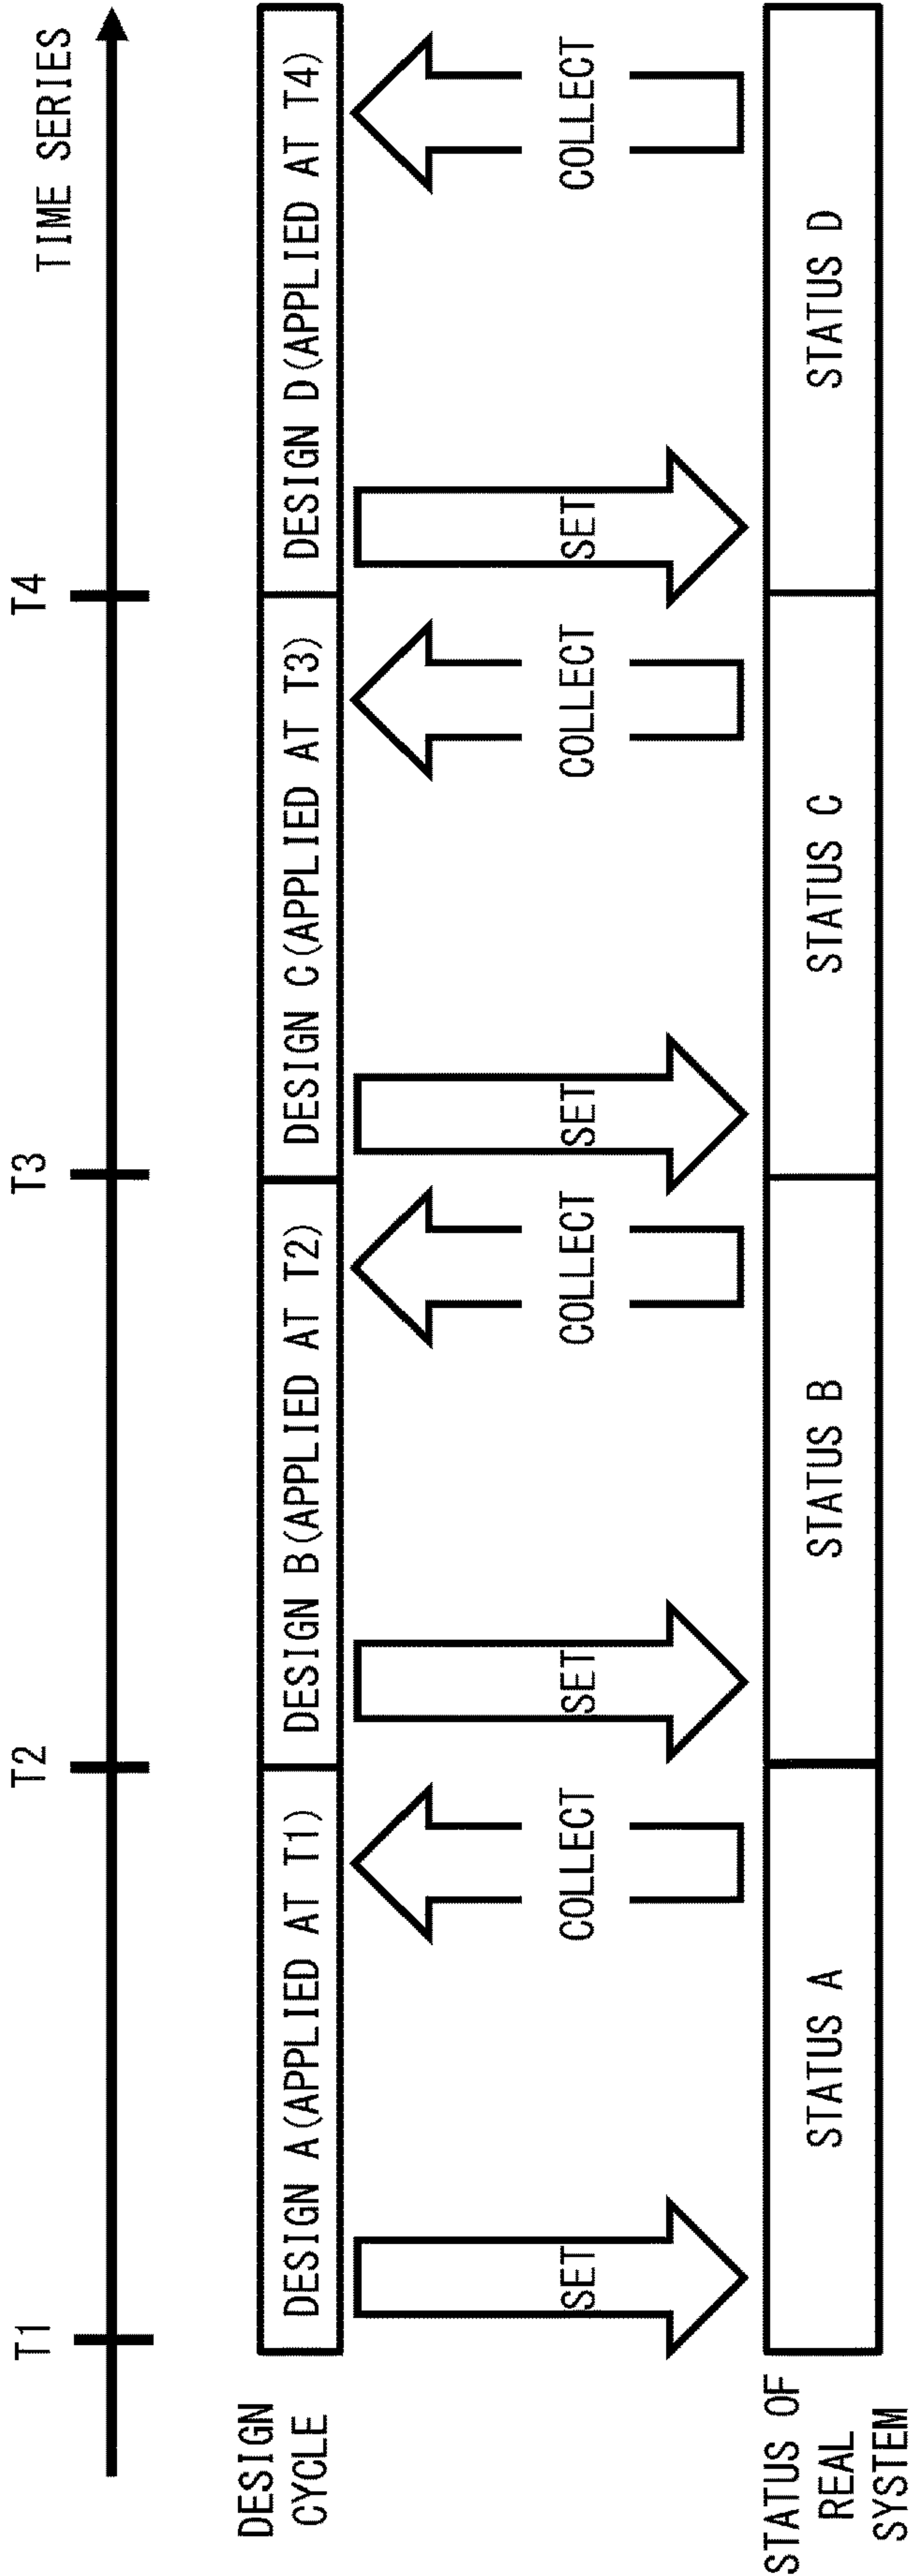 TIME SERIES
T1
T2
T3
T4
DESIGN
CYCLE
DESIGN A(APPLIED AT T1)
DESIGN B(APPLIED AT T2)
DESIGN C(APPLIED AT T3)
DESIGN D(APPLIED AT T4)
SET
COLLECT
SET
COLLECT
SET
COLLECT
SET
COLLECT
STATUS OF
REAL
SYSTEM
STATUS A
STATUS B
STATUS C
STATUS D